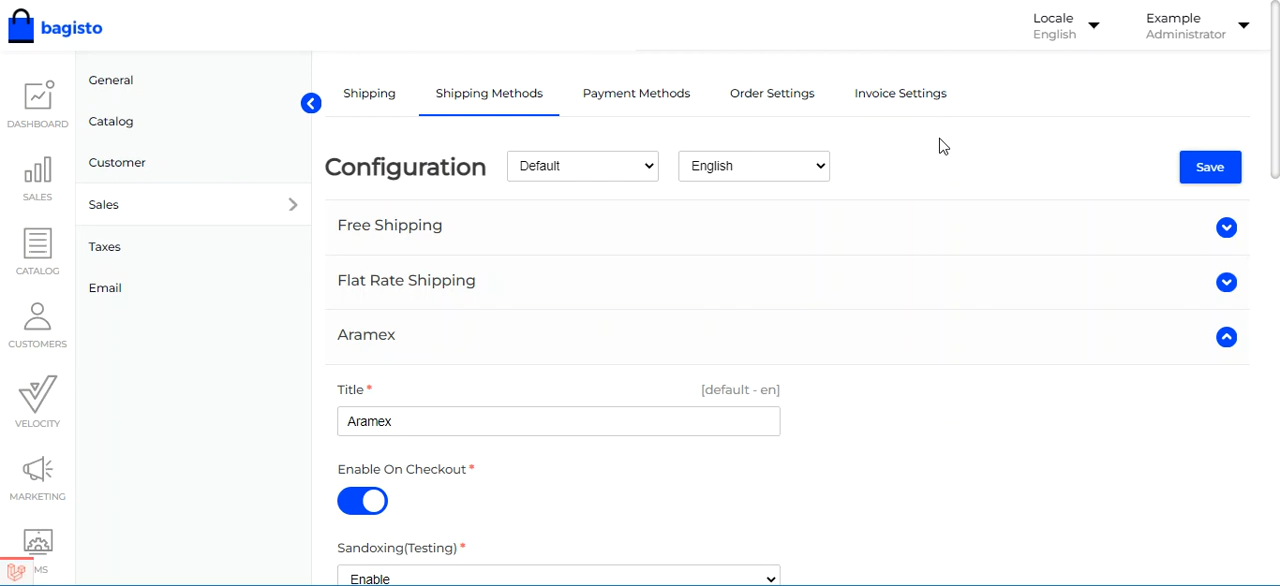 bagisto
Locale
English
Example
Administrator
DASHBOARD
SALES
CATALOG
CUSTOMERS
VELOCITY
MARKETING
MS
General
Catalog
Customer
Sales
Taxes
Email
Shipping
Shipping Methods
Payment Methods
Order Settings
Invoice Settings
Configuration
Default
English
Save
Free Shipping
Flat Rate Shipping
Aramex
Title *
[default - en]
Aramex
Enable On Checkout *
Sandoxing(Testing) *
Enable